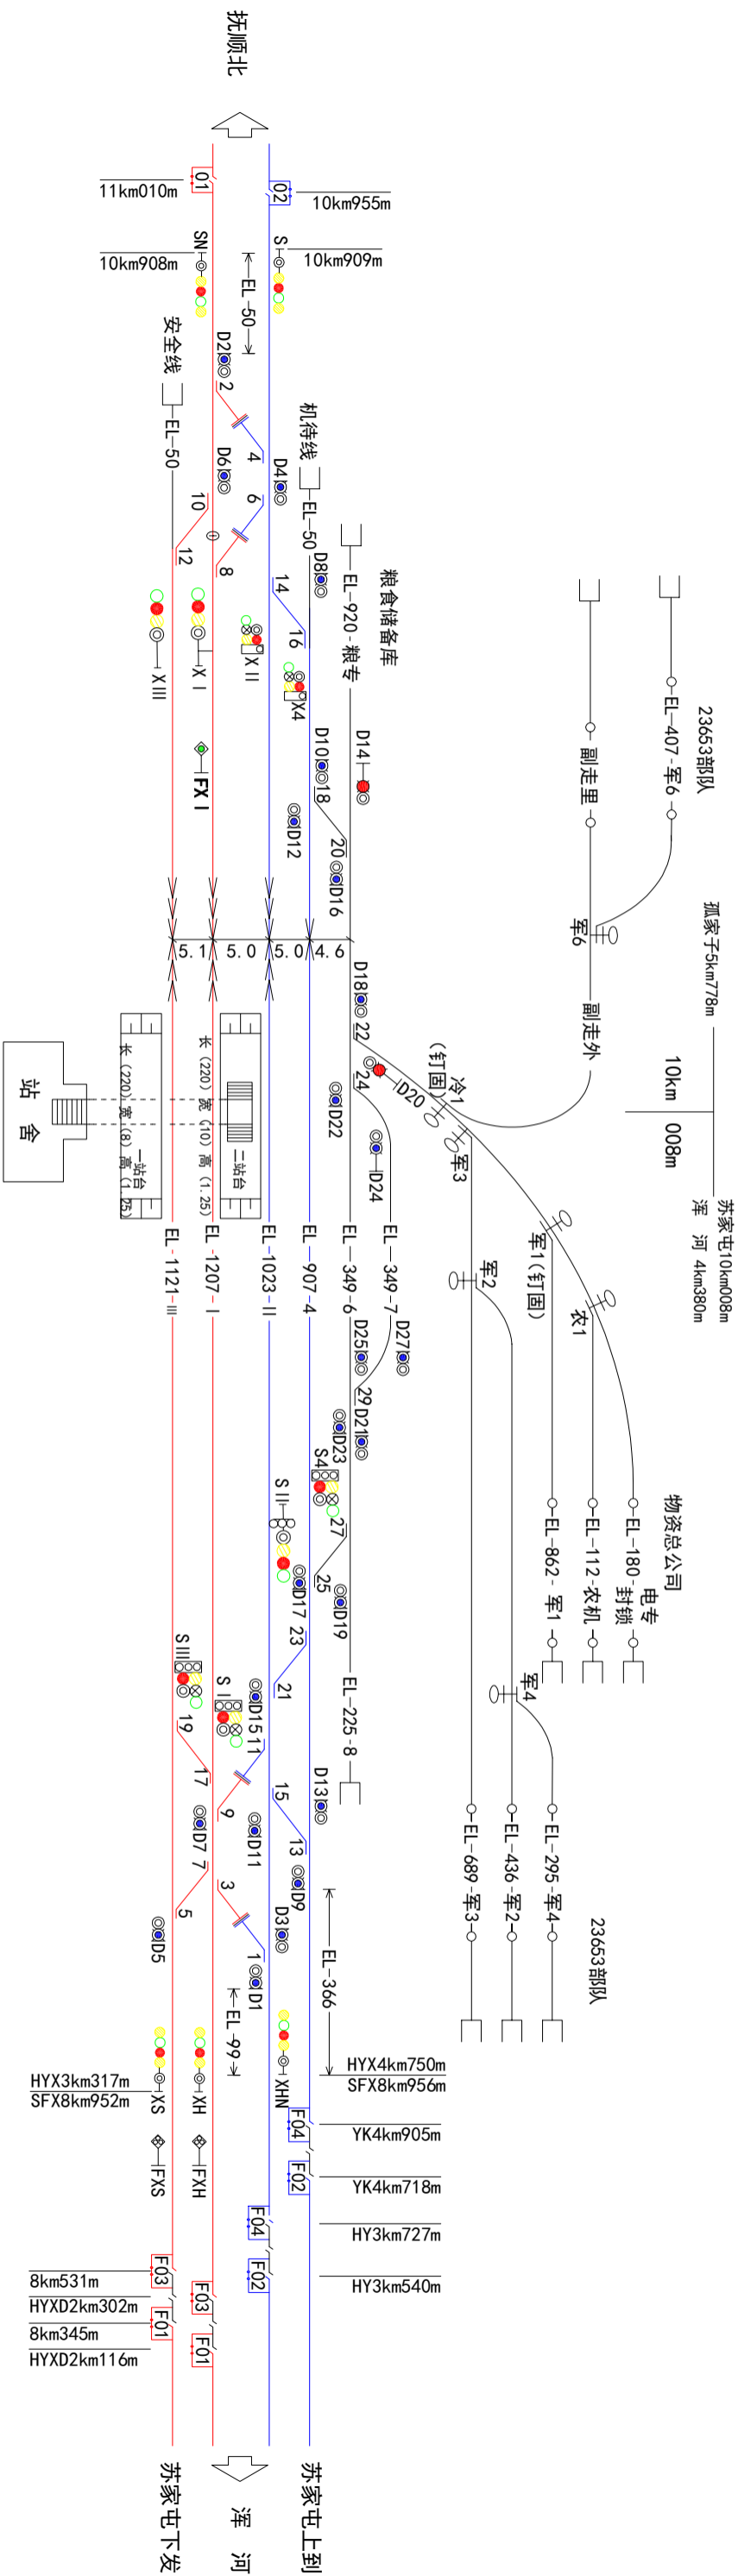 抚顺北
11km010m
01
02
10km955m
SN
10km908m
S
10km909m
EL-50
安全线
EL-50
D2
2
4
D6
D4
6
8
10
12
机待线
EL-50
D8
14
16
EL-920-粮专
粮食储备库
X III
X I
X II
X4
FX I
D10
D14
18
D12
20
D16
5.1
5.0
5.0
4.6
23653部队
EL-407-军6
副走里
军6
副走外
孤家子5km778m
10km
008m
苏家屯10km008m
浑 河 4km380m
D18
22
24
D20
冷1
(钉固)
D22
D24
军3
军1(钉固)
农1
军2
站 舍
长(220)宽(8)高(1.25)
一站台
长(220)宽(10)高(1.25)
二站台
EL-1121-III
EL-1207-I
EL-1023-II
EL-907-4
EL-349-6
EL-349-7
D25
D27
29
D21
D23
S4
27
25
S II
D17
D19
23
21
EL-225-8
物资总公司
电专
EL-180-封锁
EL-112-农机
EL-862-军1
军4
EL-295-军4
EL-436-军2
EL-689-军3
23653部队
S III
19
17
S I
D15
11
9
15
13
D13
D7
7
D11
D9
3
5
D5
D3
1
D1
EL-366
EL-99
XHN
HYX4km750m
SFX8km956m
HYX3km317m
SFX8km952m
XS
XH
FXS
FXH
F04
YK4km905m
F02
YK4km718m
F04
HY3km727m
F02
HY3km540m
F03
8km531m
F03
HYXD2km302m
F01
8km345m
F01
HYXD2km116m
苏家屯下发
浑 河
苏家屯上到